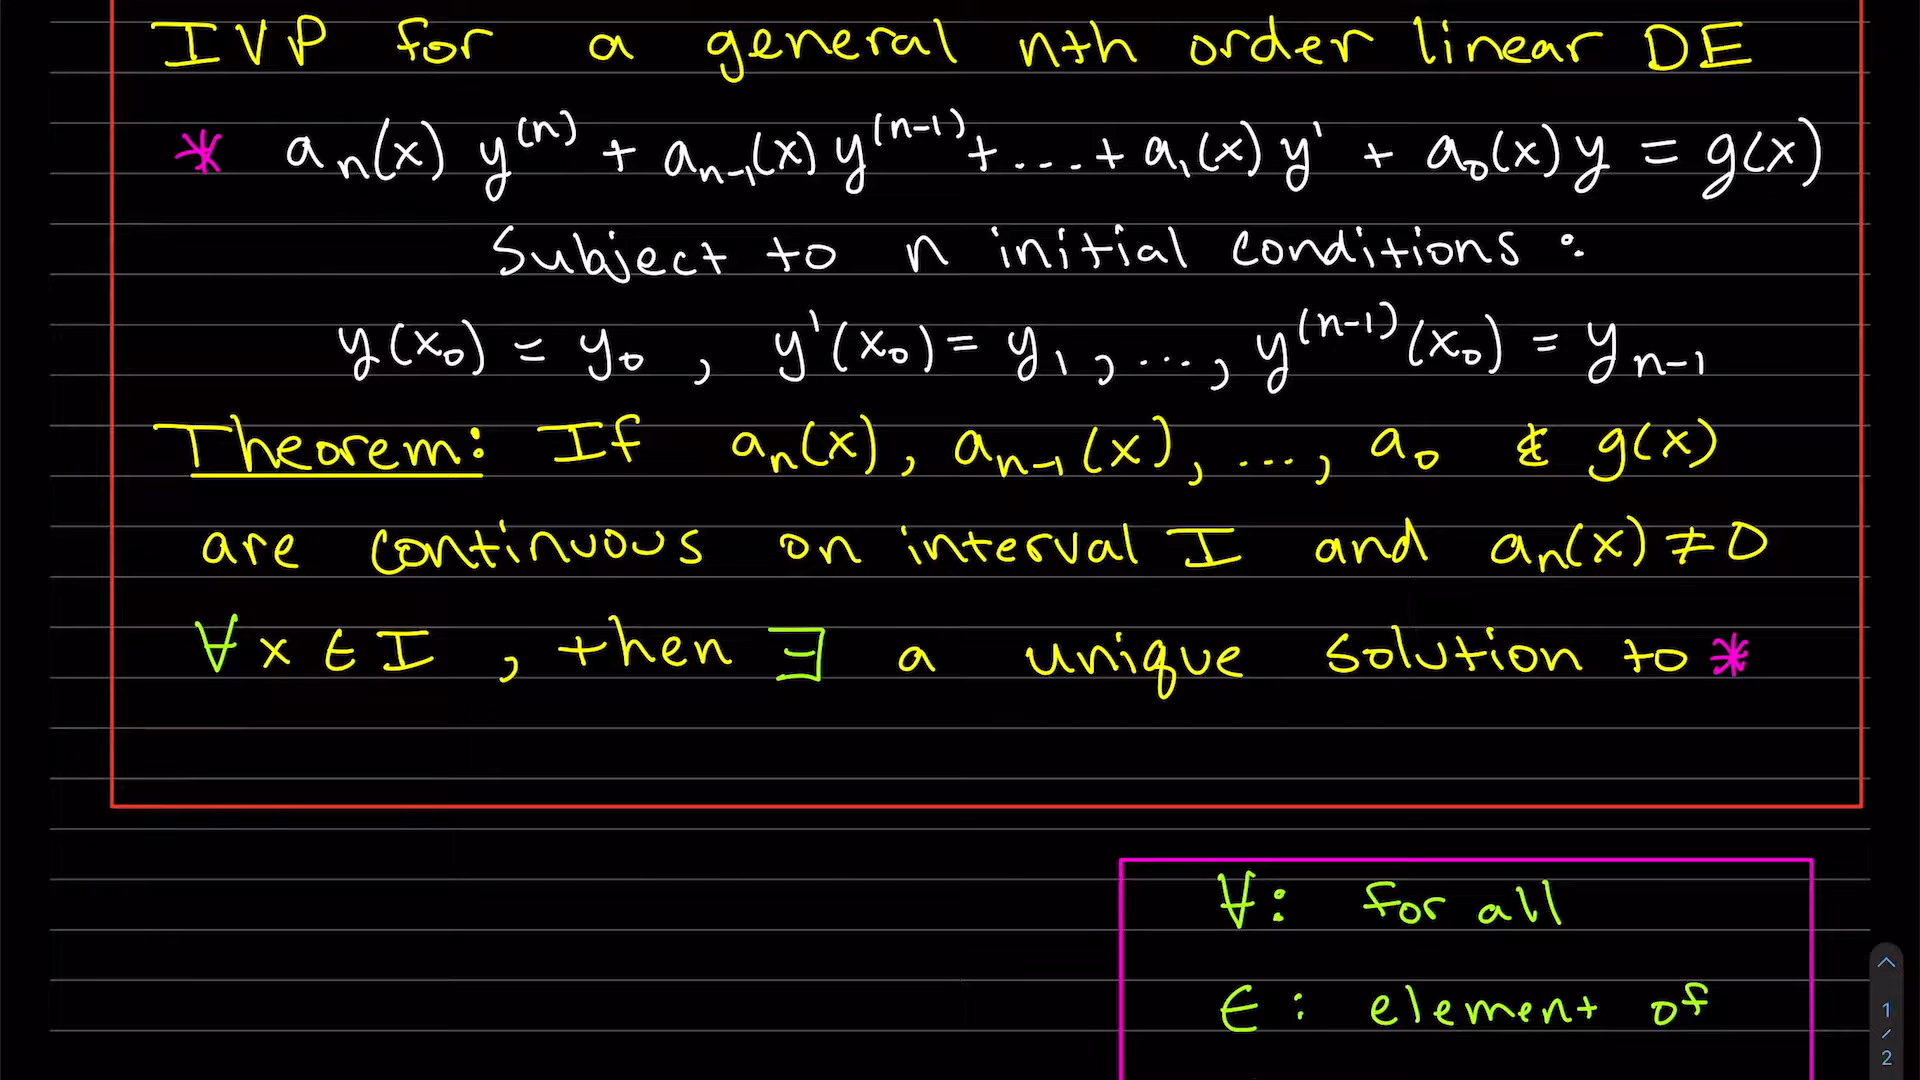 IVP for a general nth order linear DE
* aₙ(x) y⁽ⁿ⁾ + aₙ₋₁(x) y⁽ⁿ⁻¹⁾ + ... + a₁(x) y' + a₀(x) y = g(x)
Subject to n initial conditions :
y(x₀) = y₀ , y'(x₀) = y₁ , ... , y⁽ⁿ⁻¹⁾(x₀) = yₙ₋₁
Theorem: If aₙ(x), aₙ₋₁(x), ..., a₀ & g(x)
are continuous on interval I and aₙ(x) ≠ 0
∀ x ∈ I , then ∃ a unique solution to *
∀ : for all
∈ : element of
1
/
2